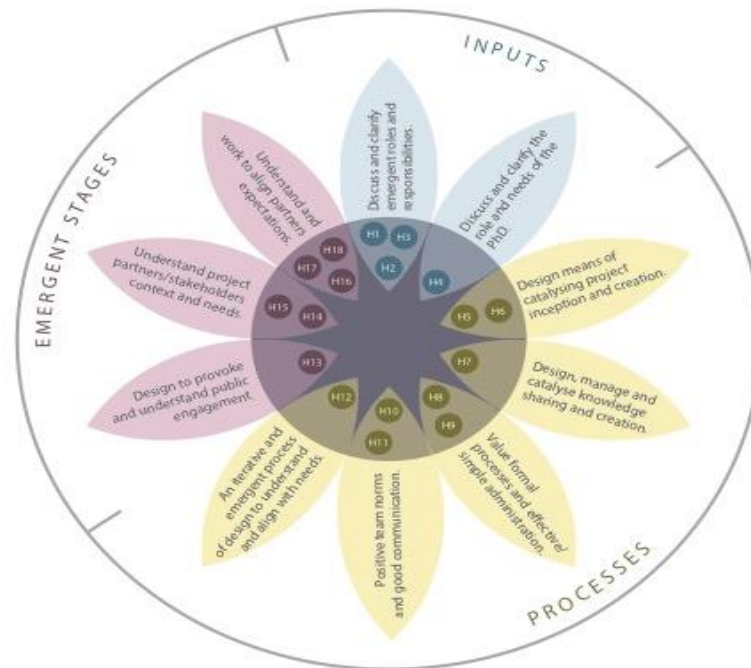 INPUTS
Discuss and clarify
emergent roles and
responsibilities.
H1
H3
H2
Discuss and clarify the
role and needs of the
PhD.
H4
PROCESSES
Design means of
catalysing project
inception and creation.
H5
H6
Design, manage and
catalyse knowledge
sharing and creation.
H7
Value formal
processes and effective/
simple administration.
H8
H9
Positive team norms
and good communication.
H10
H11
An iterative and
emergent process
of design to understand
and align with needs.
H12
EMERGENT STAGES
Design to provoke
and understand public
engagement.
H13
Understand project
partners/stakeholders
context and needs.
H15
H14
Understand and
work to align partners
expectations.
H18
H17
H16